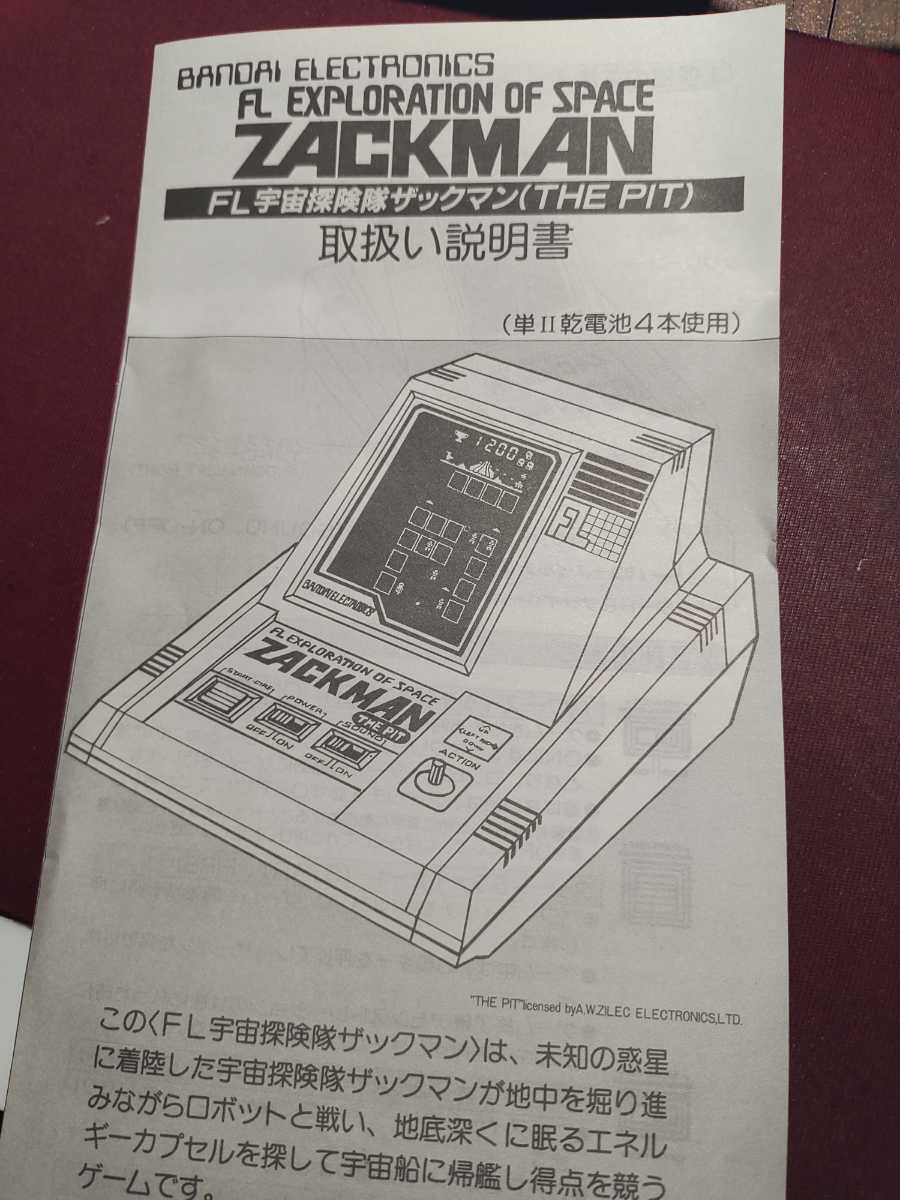 BANDAI ELECTRONICS
FL EXPLORATION OF SPACE
ZACKMAN
FL宇宙探険隊ザックマン(THE PIT)
取扱い説明書
(単II乾電池4本使用)
1200
FL
BANDAI ELECTRONICS
FL EXPLORATION OF SPACE
ZACKMAN
THE PIT
START・FIRE
POWER
OFF ON
SOUND
OFF ON
UP
LEFT
DOWN
ACTION
"THE PIT"licensed byA.W.ZILEC ELECTRONICS,LTD.
この〈FL宇宙探険隊ザックマン〉は、未知の惑星
に着陸した宇宙探険隊ザックマンが地中を掘り進
みながらロボットと戦い、地底深くに眠るエネル
ギーカプセルを探して宇宙船に帰艦し得点を競う
ゲームです。